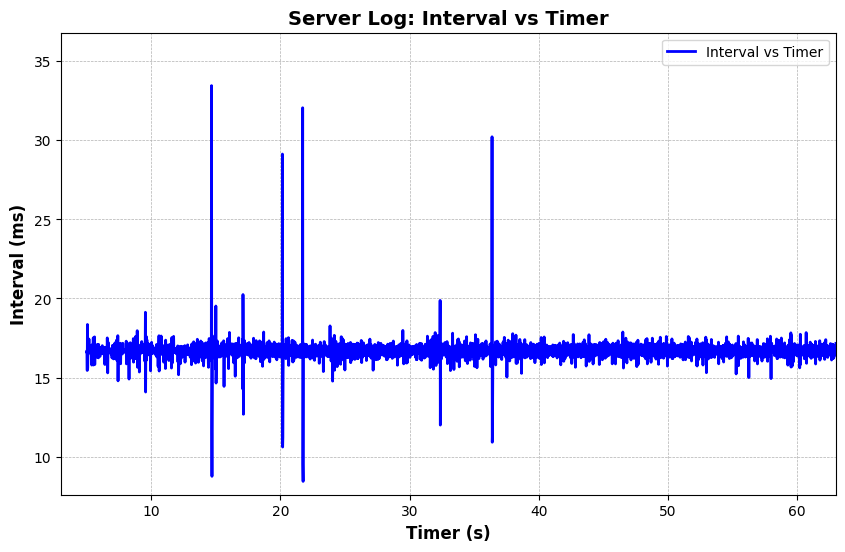 Server Log: Interval vs Timer
Interval vs Timer
35
30
25
20
15
10
Interval (ms)
10 20 30 40 50 60
Timer (s)